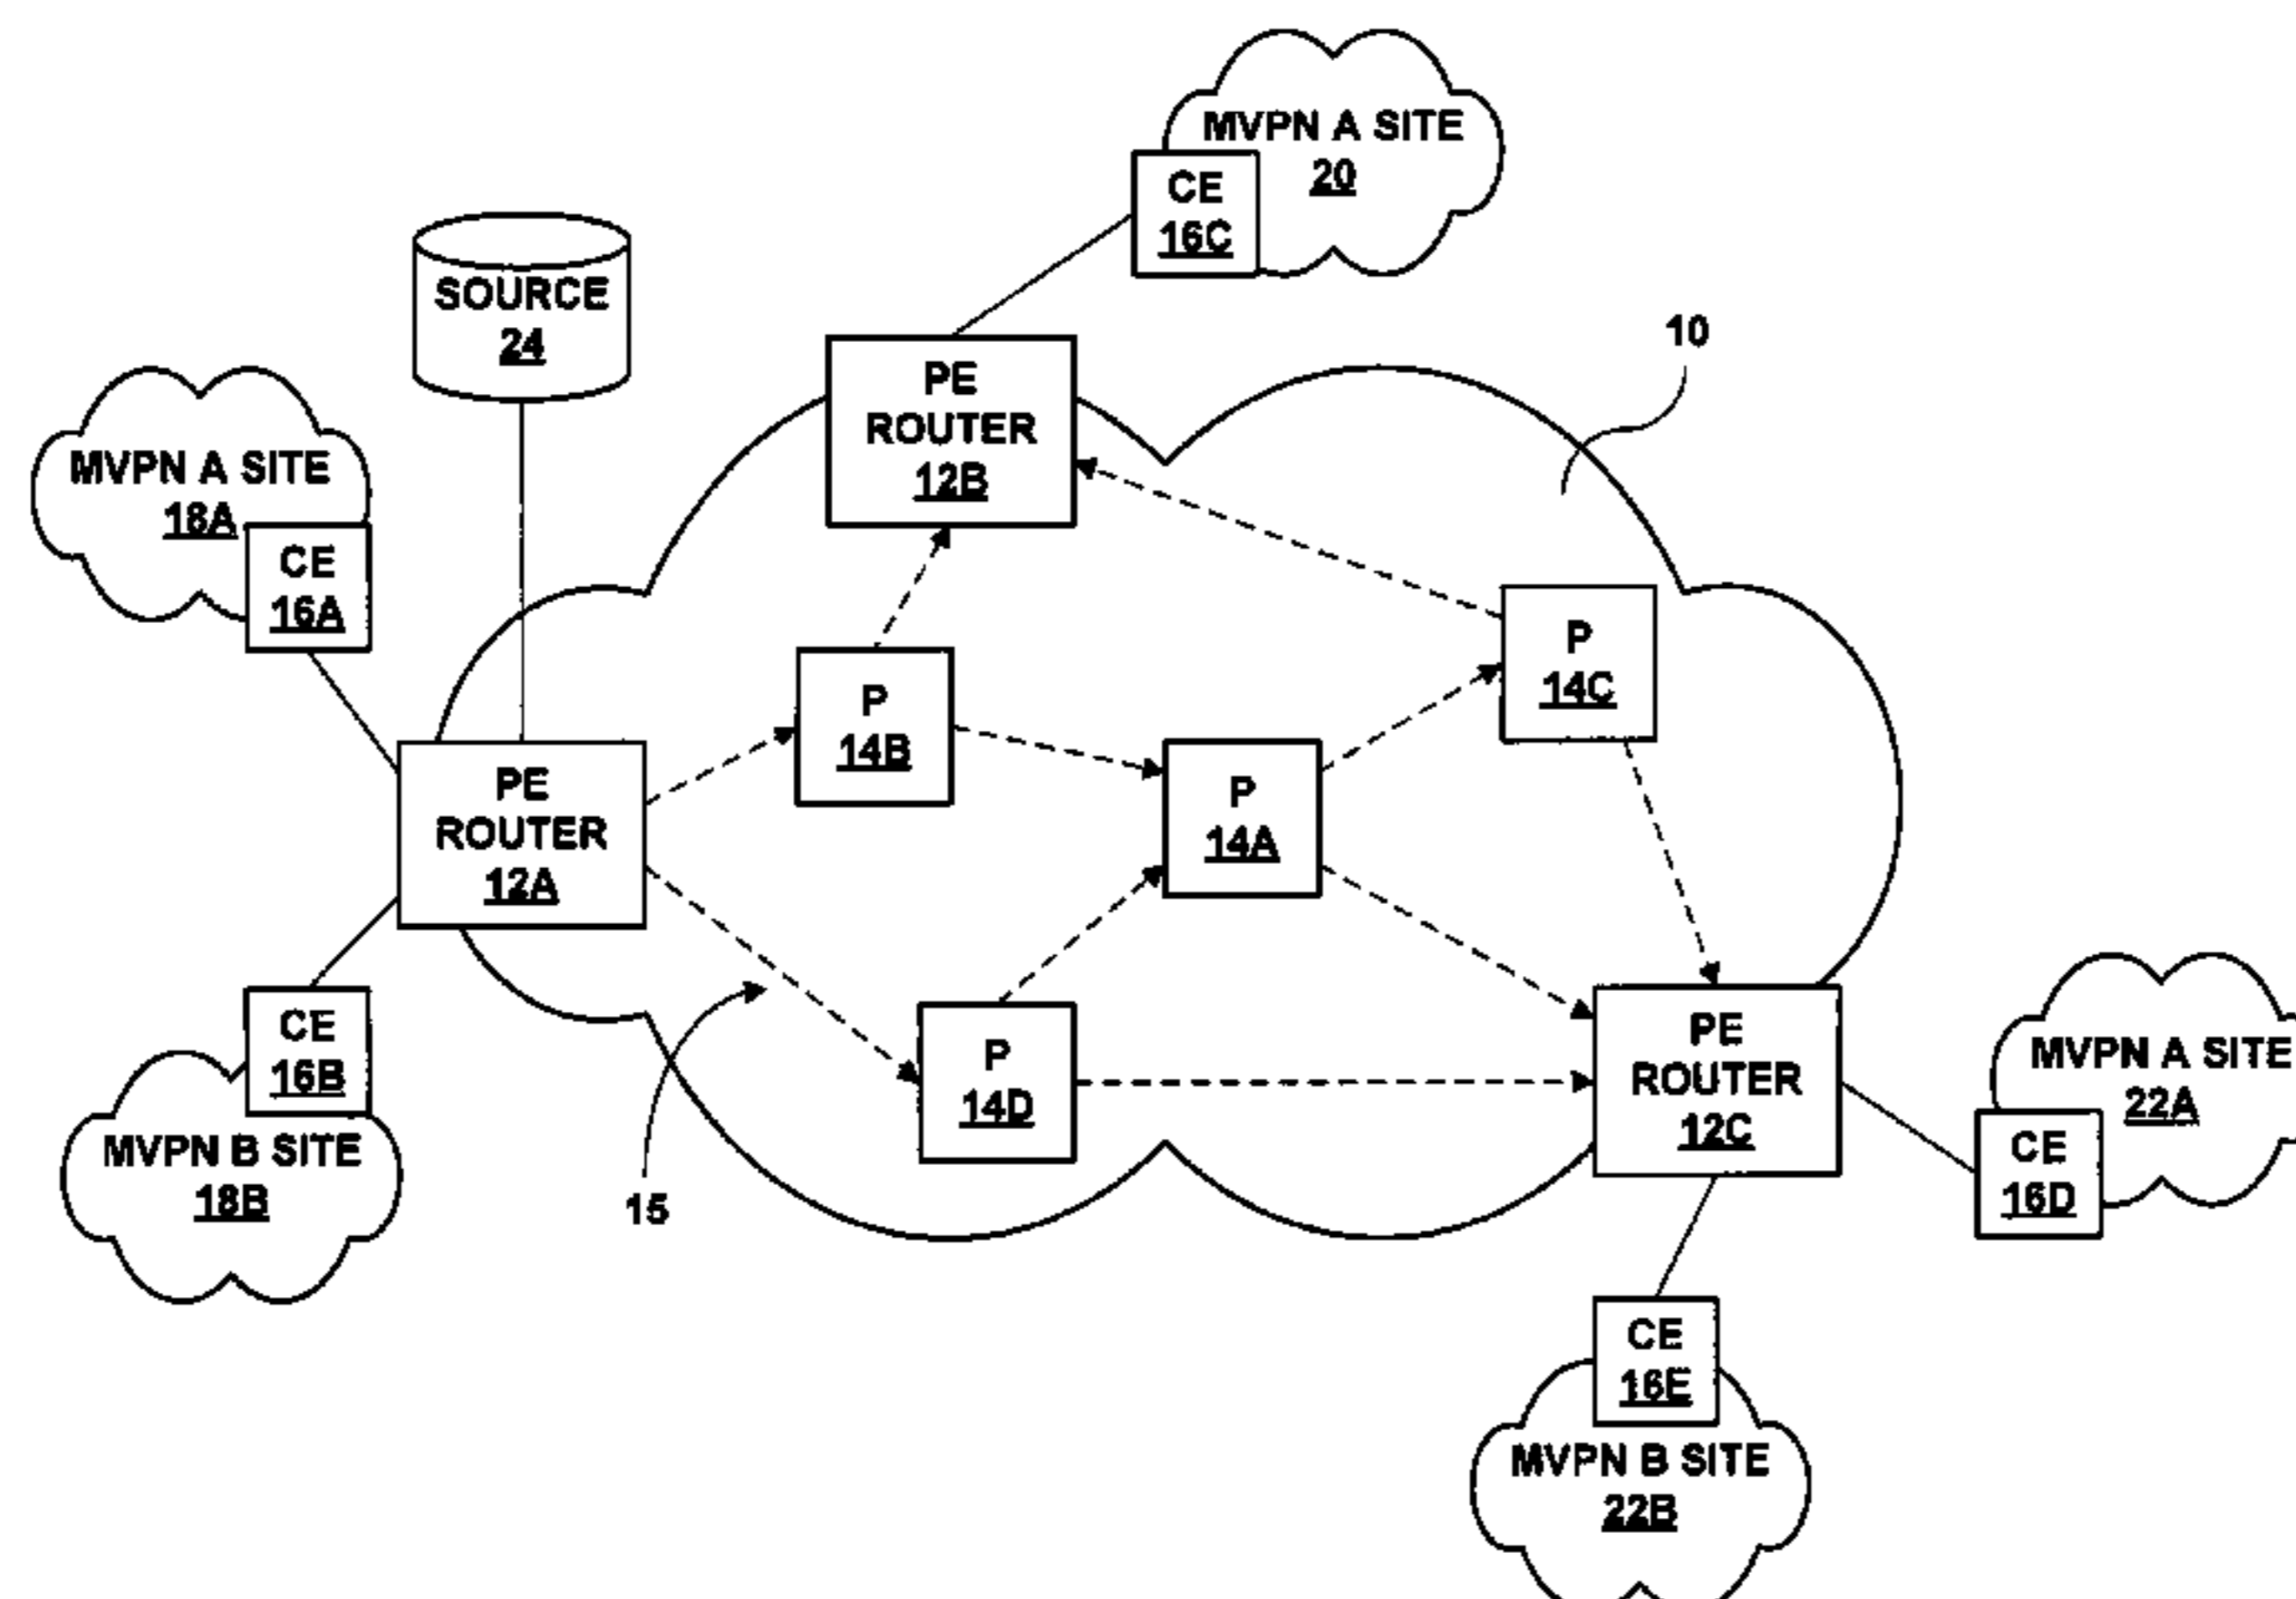 MVPN A SITE
20
CE
16C
SOURCE
24
10
PE
ROUTER
12B
MVPN A SITE
18A
CE
16A
P
14C
P
14B
PE
ROUTER
12A
P
14A
CE
16B
MVPN B SITE
18B
15
P
14D
PE
ROUTER
12C
MVPN A SITE
22A
CE
16D
CE
16E
MVPN B SITE
22B